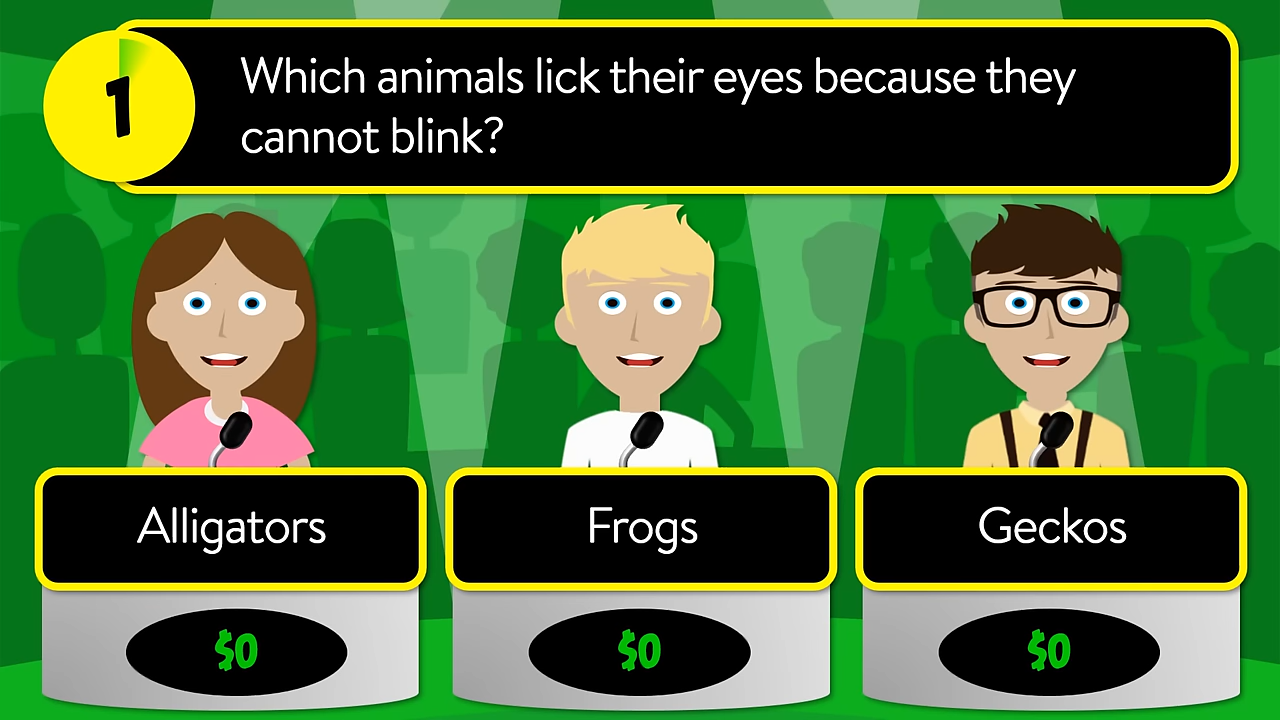 1
Which animals lick their eyes because they
cannot blink?
Alligators
Frogs
Geckos
$0
$0
$0